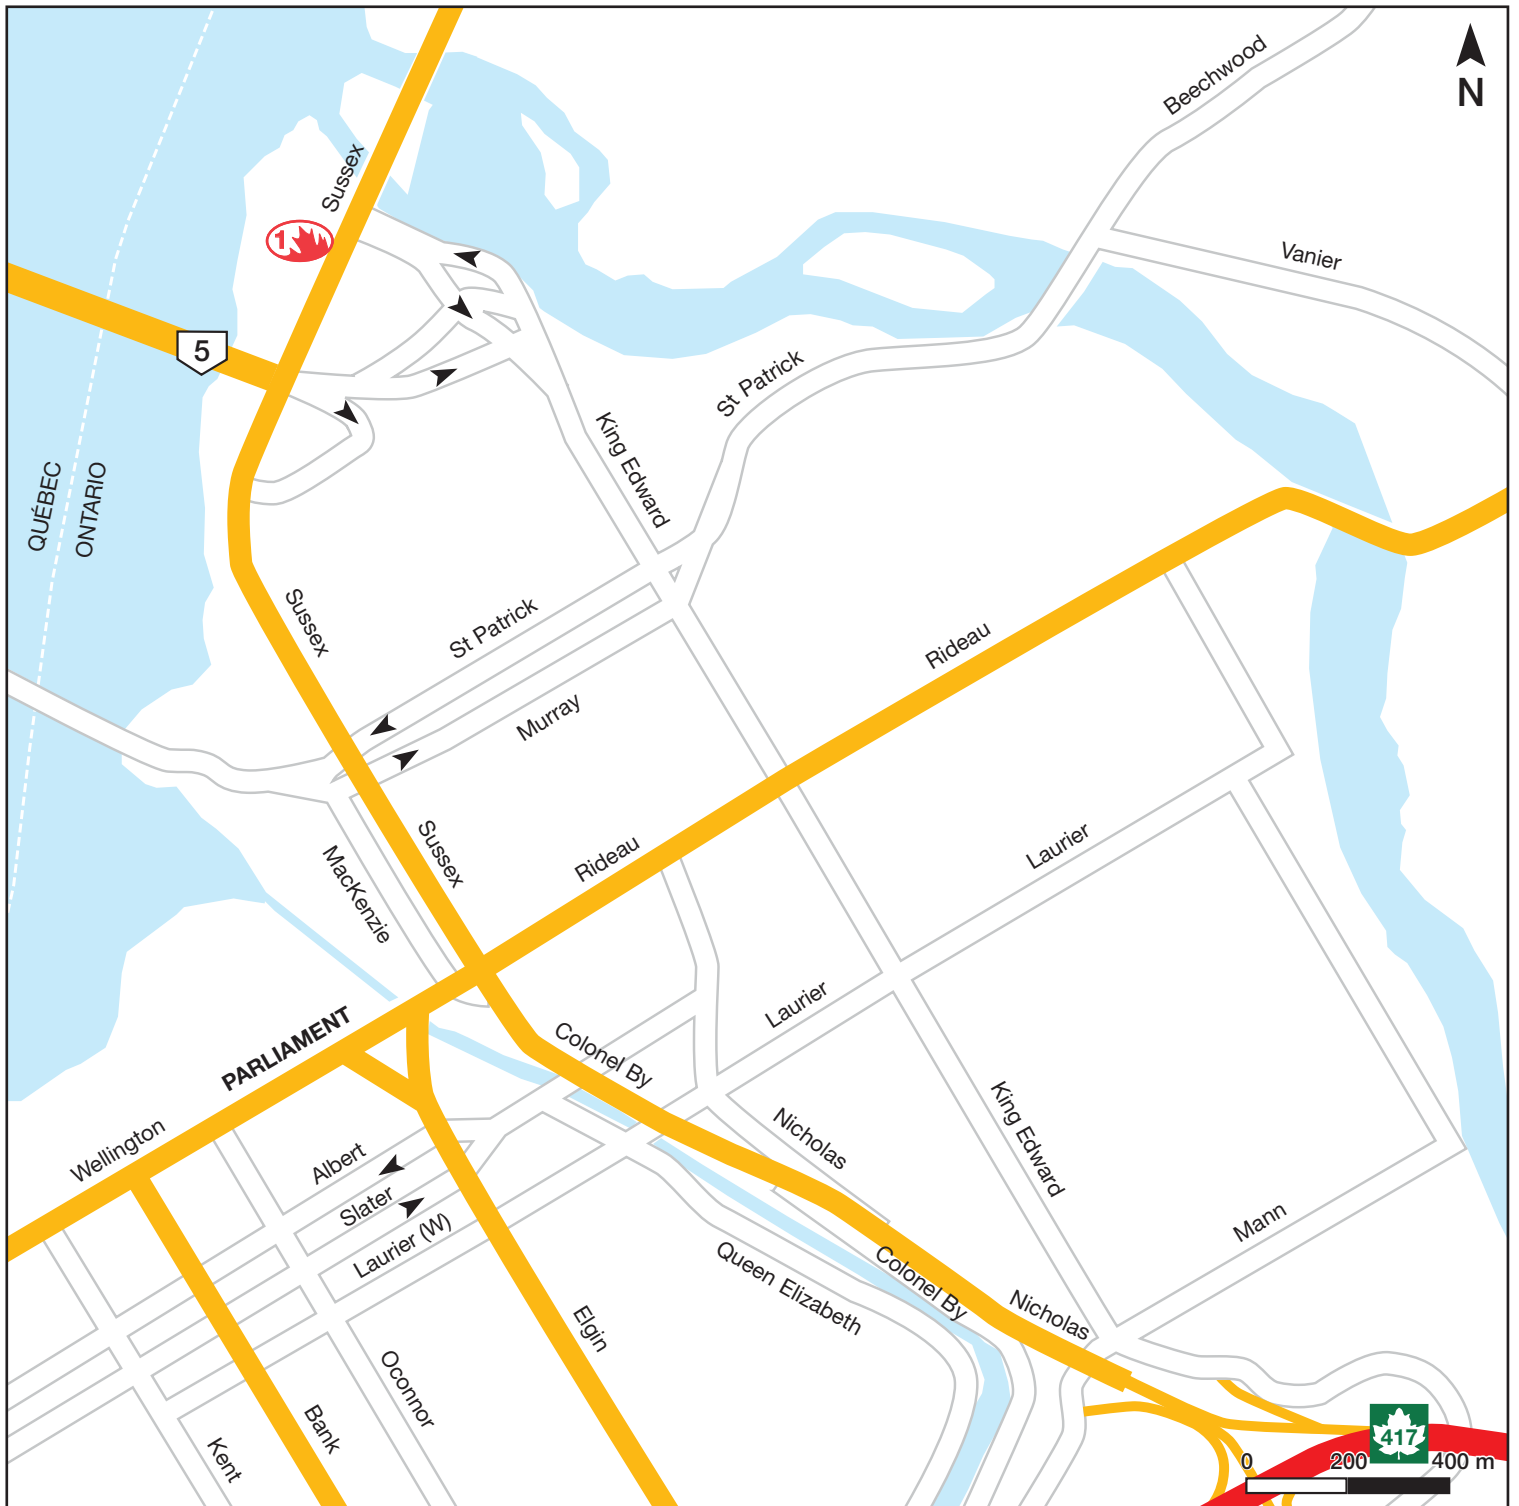 Beechwood
N
Sussex
1
Vanier
5
St Patrick
King Edward
QUÉBEC
ONTARIO
Sussex
St Patrick
Rideau
Murray
Sussex
Rideau
MacKenzie
Laurier
Laurier
PARLIAMENT
Colonel By
Wellington
Albert
Nicholas
King Edward
Slater
Laurier (W)
Mann
Queen Elizabeth
Colonel By
Nicholas
Elgin
Oconnor
Bank
Kent
417
0 200 400 m